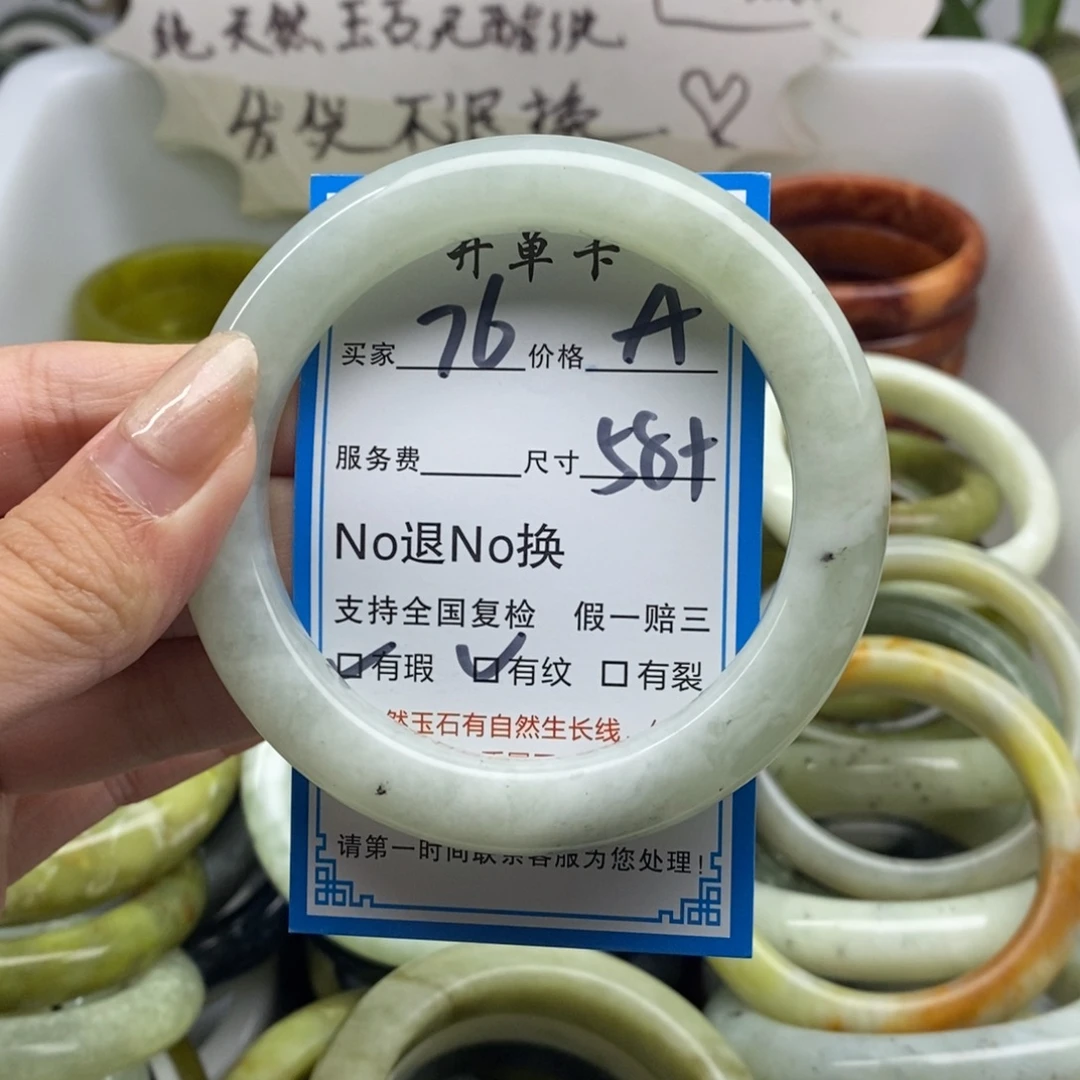 纯天然玉石无酸洗
售出不退换
开单卡
买家 76 价格 A
服务费 尺寸 58+
No退No换
支持全国复检 假一赔三
有瑕 有纹 有裂
然玉石有自然生长线
请第一时间联系客服为您处理!